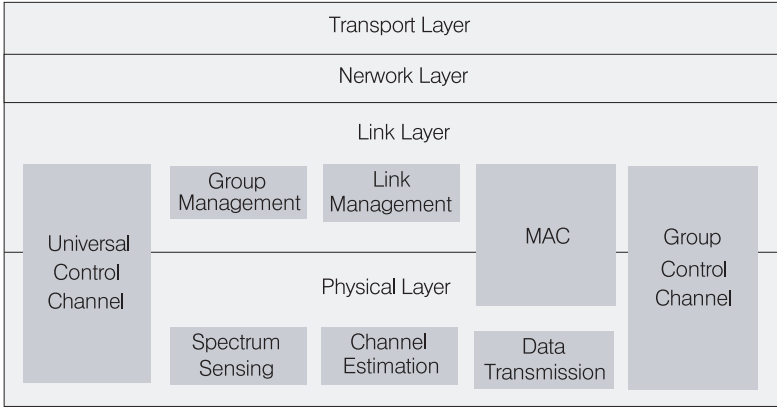 Transport Layer
Nerwork Layer
Link Layer
Universal
Control
Channel
Group
Management
Link
Management
MAC
Group
Control
Channel
Physical Layer
Spectrum
Sensing
Channel
Estimation
Data
Transmission